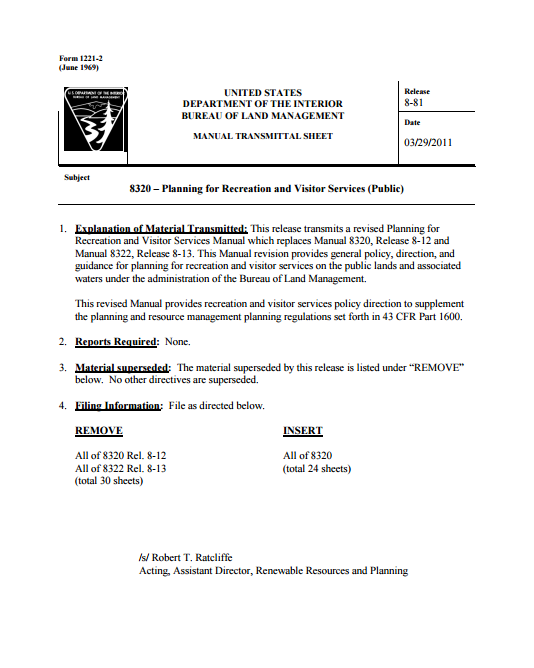 Form 1221-2
(June 1969)
U.S. DEPARTMENT OF THE INTERIOR
BUREAU OF LAND MANAGEMENT
UNITED STATES
DEPARTMENT OF THE INTERIOR
BUREAU OF LAND MANAGEMENT
MANUAL TRANSMITTAL SHEET
Release
8-81
Date
03/29/2011
Subject
8320 – Planning for Recreation and Visitor Services (Public)
1. Explanation of Material Transmitted: This release transmits a revised Planning for
Recreation and Visitor Services Manual which replaces Manual 8320, Release 8-12 and
Manual 8322, Release 8-13. This Manual revision provides general policy, direction, and
guidance for planning for recreation and visitor services on the public lands and associated
waters under the administration of the Bureau of Land Management.
This revised Manual provides recreation and visitor services policy direction to supplement
the planning and resource management planning regulations set forth in 43 CFR Part 1600.
2. Reports Required: None.
3. Material superseded: The material superseded by this release is listed under “REMOVE”
below. No other directives are superseded.
4. Filing Information: File as directed below.
REMOVE INSERT
All of 8320 Rel. 8-12 All of 8320
All of 8322 Rel. 8-13 (total 24 sheets)
(total 30 sheets)
/s/ Robert T. Ratcliffe
Acting, Assistant Director, Renewable Resources and Planning